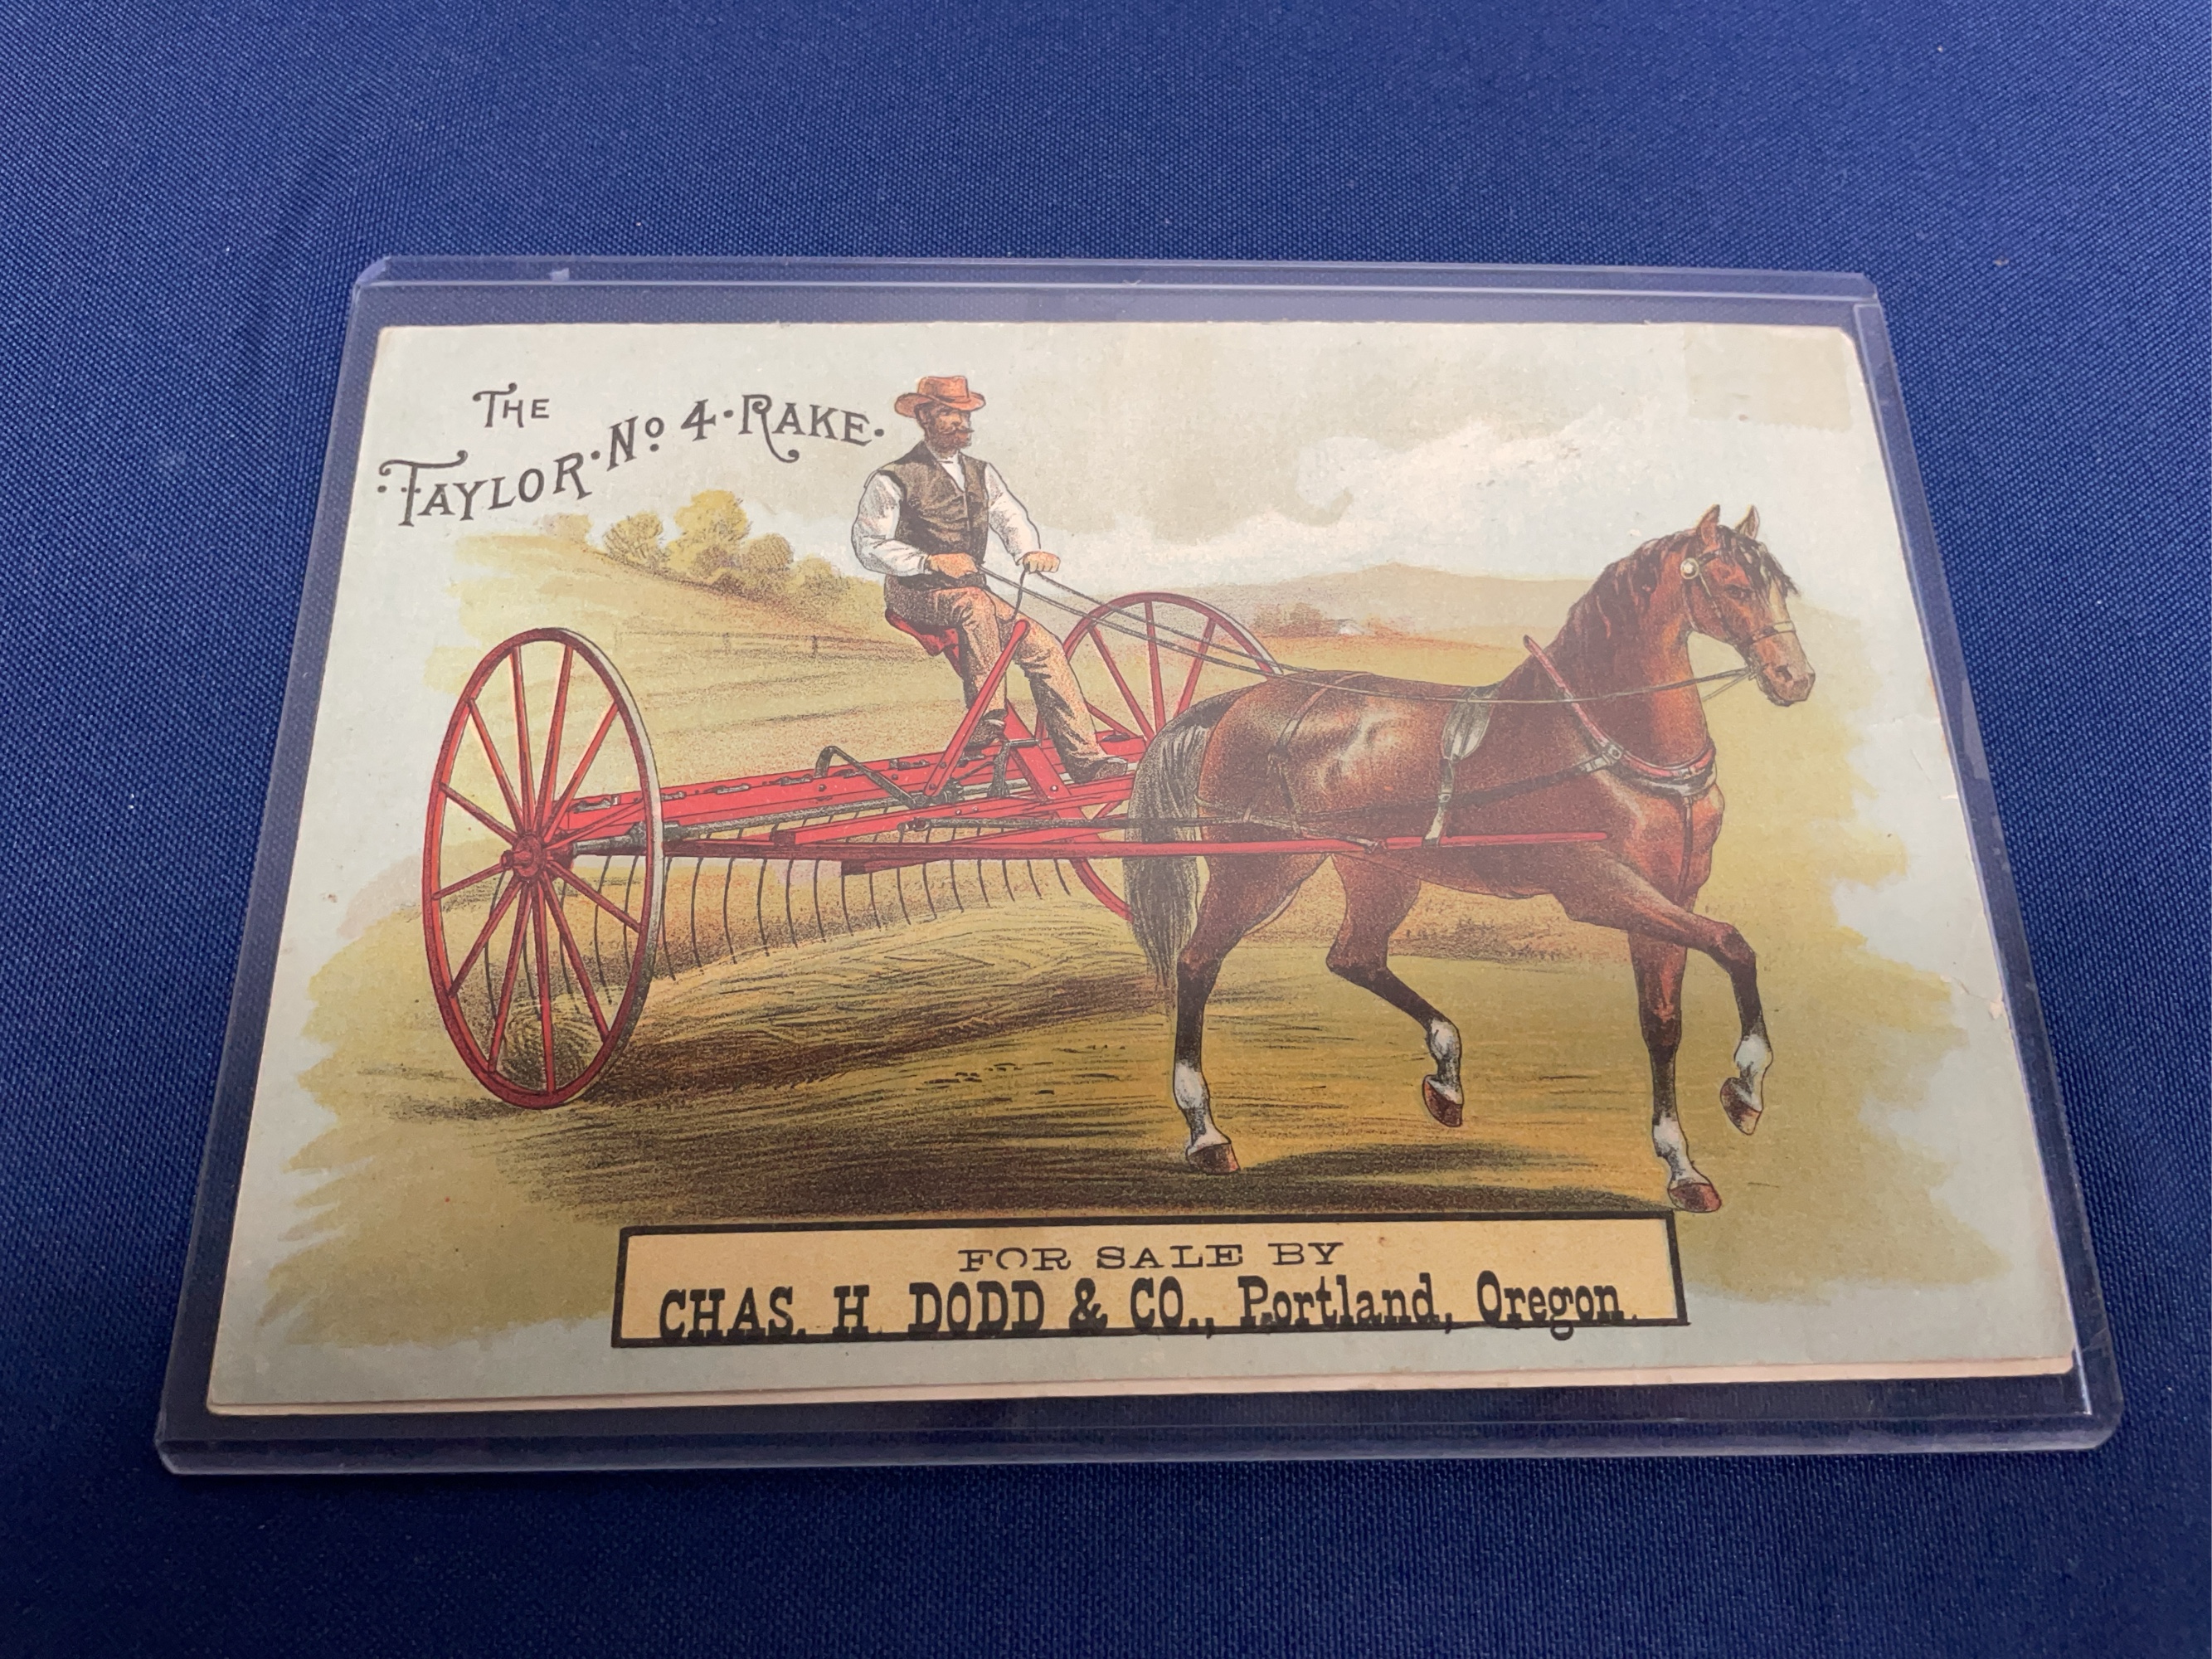 THE
TAYLOR · No 4 · RAKE.
FOR SALE BY
CHAS. H. DODD & CO., Portland, Oregon.